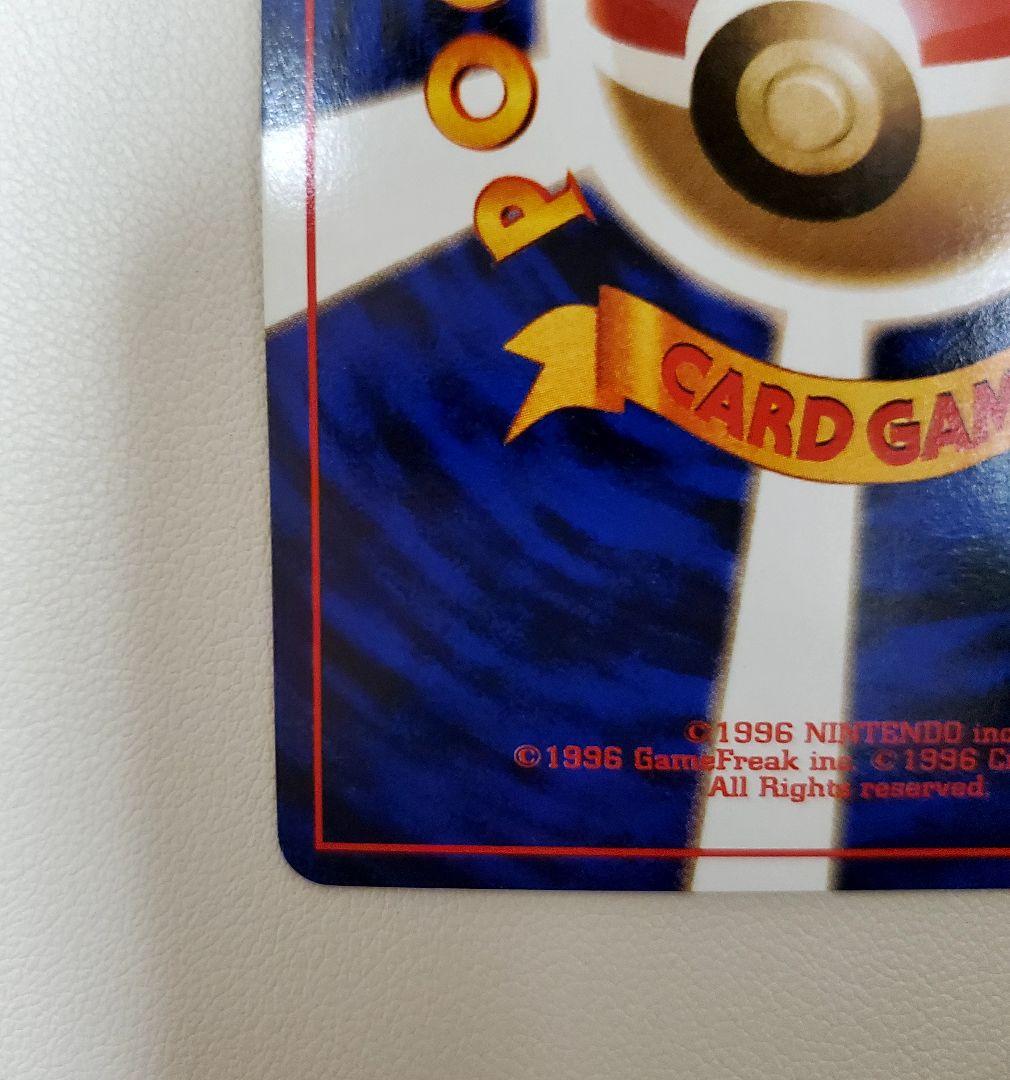 PO
CARD GAM
©1996 NINTENDO inc
©1996 GameFreak inc. ©1996 C
All Rights reserved.